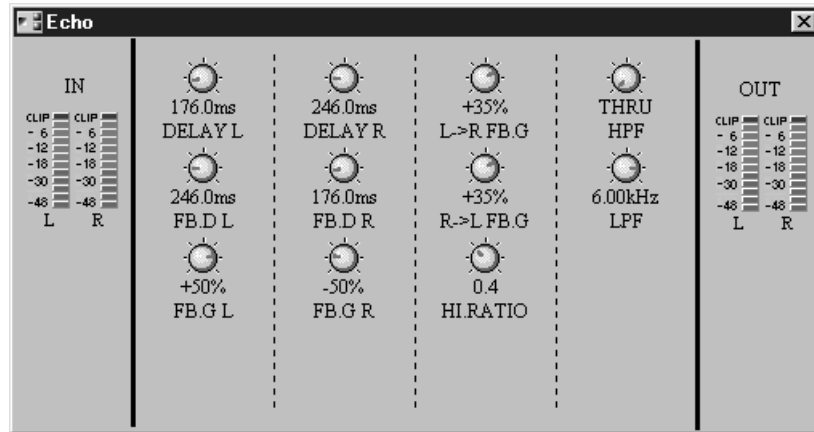 Echo
IN
CLIP CLIP
- 6 - 6
-12 -12
-18 -18
-30 -30
-48 -48
L R
176.0ms
DELAY L
246.0ms
FB.D L
+50%
FB.G L
246.0ms
DELAY R
176.0ms
FB.D R
-50%
FB.G R
+35%
L->R FB.G
+35%
R->L FB.G
0.4
HI.RATIO
THRU
HPF
6.00kHz
LPF
OUT
CLIP CLIP
- 6 - 6
-12 -12
-18 -18
-30 -30
-48 -48
L R